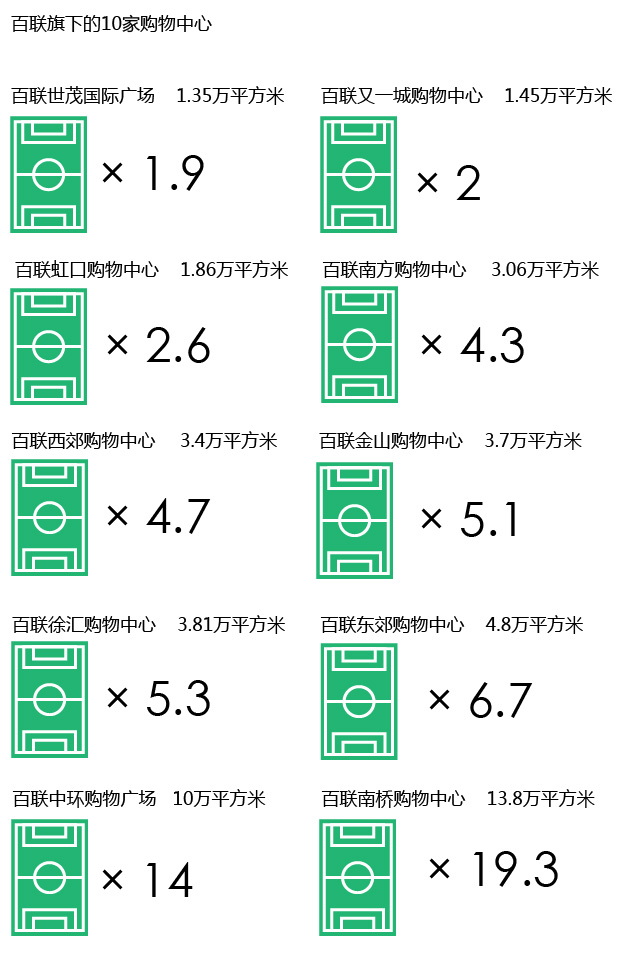 百联旗下的10家购物中心
百联世茂国际广场 1.35万平方米
百联又一城购物中心 1.45万平方米
× 1.9
× 2
百联虹口购物中心 1.86万平方米
百联南方购物中心 3.06万平方米
× 2.6
× 4.3
百联西郊购物中心 3.4万平方米
百联金山购物中心 3.7万平方米
× 4.7
× 5.1
百联徐汇购物中心 3.81万平方米
百联东郊购物中心 4.8万平方米
× 5.3
× 6.7
百联中环购物广场 10万平方米
百联南桥购物中心 13.8万平方米
× 14
× 19.3